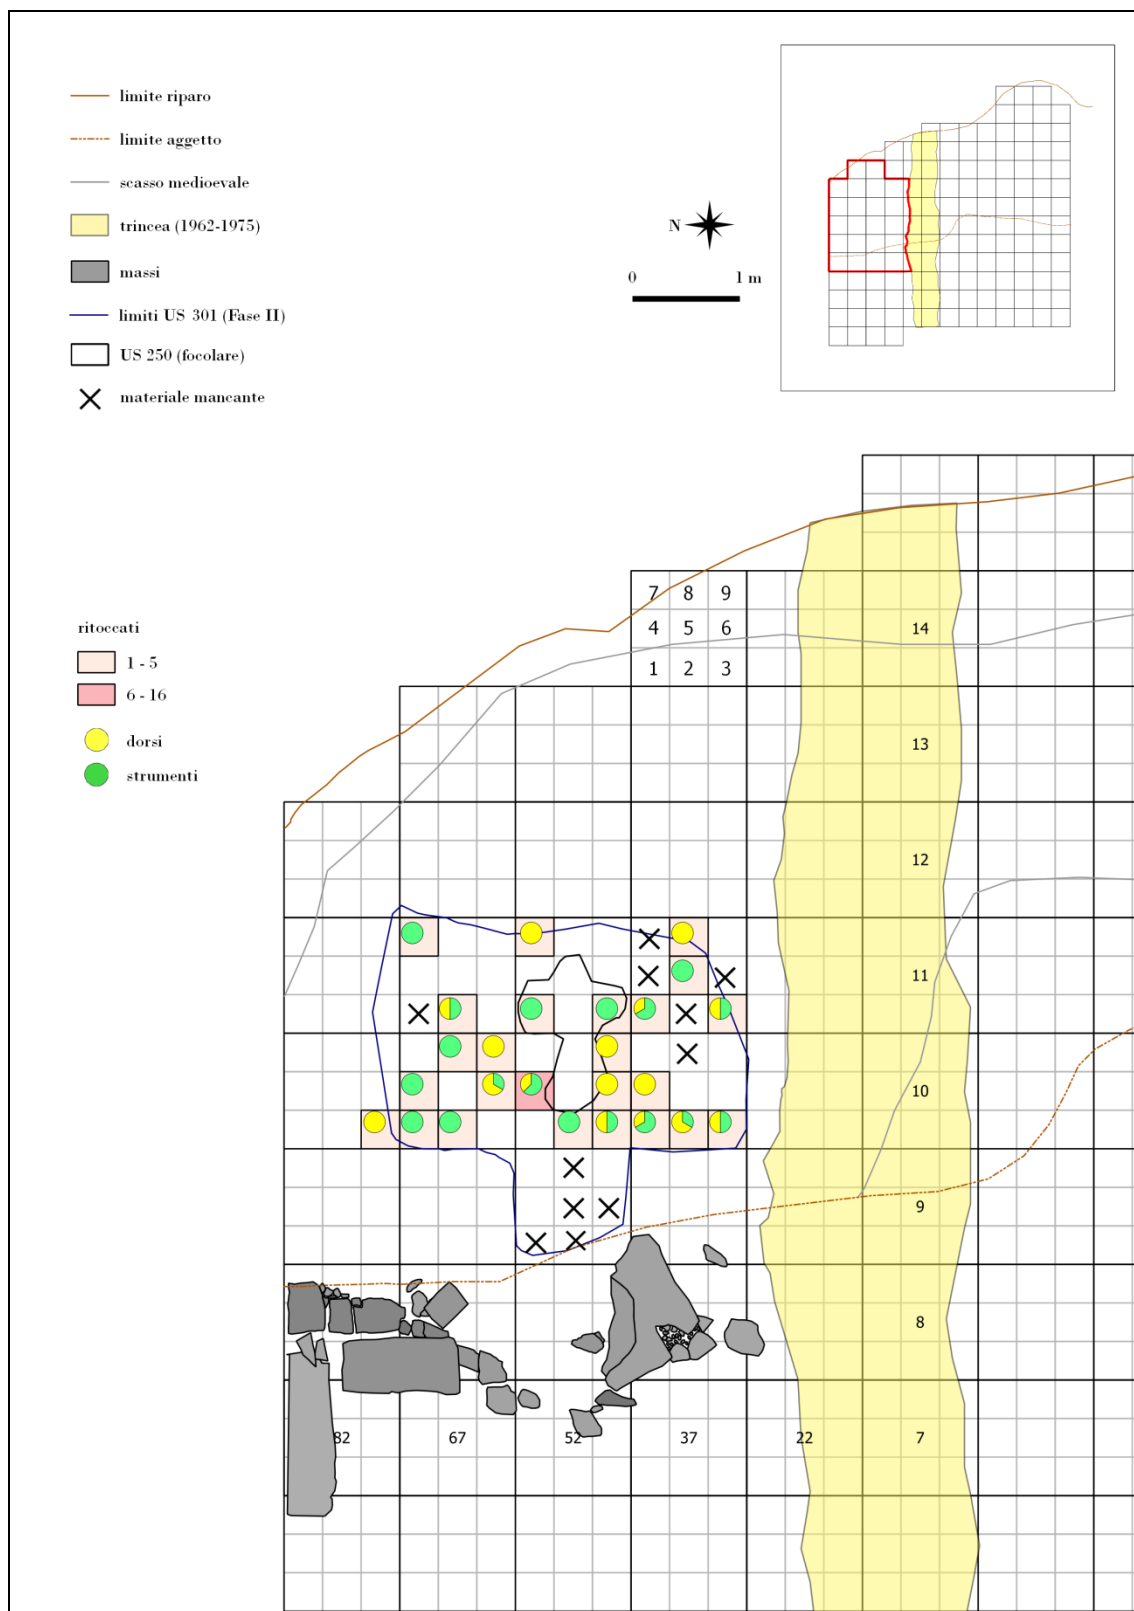 limite riparo
limite aggetto
scasso medioevale
trincea (1962-1975)
massi
limiti US 301 (Fase II)
US 250 (focolare)
materiale mancante
N
0 1 m
ritoccati
1 - 5
6 - 16
dorsi
strumenti
7 8 9
4 5 6
1 2 3
14
13
12
11
10
9
8
82 67 52 37 22 7